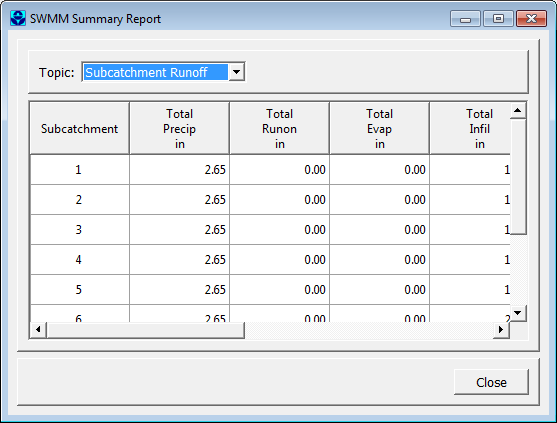 SWMM Summary Report
Topic: Subcatchment Runoff
Subcatchment Total Precip in Total Runon in Total Evap in Total Infil in
1 2.65 0.00 0.00 1
2 2.65 0.00 0.00 1
3 2.65 0.00 0.00 1
4 2.65 0.00 0.00 1
5 2.65 0.00 0.00 1
6 2.65 0.00 0.00 2
Close